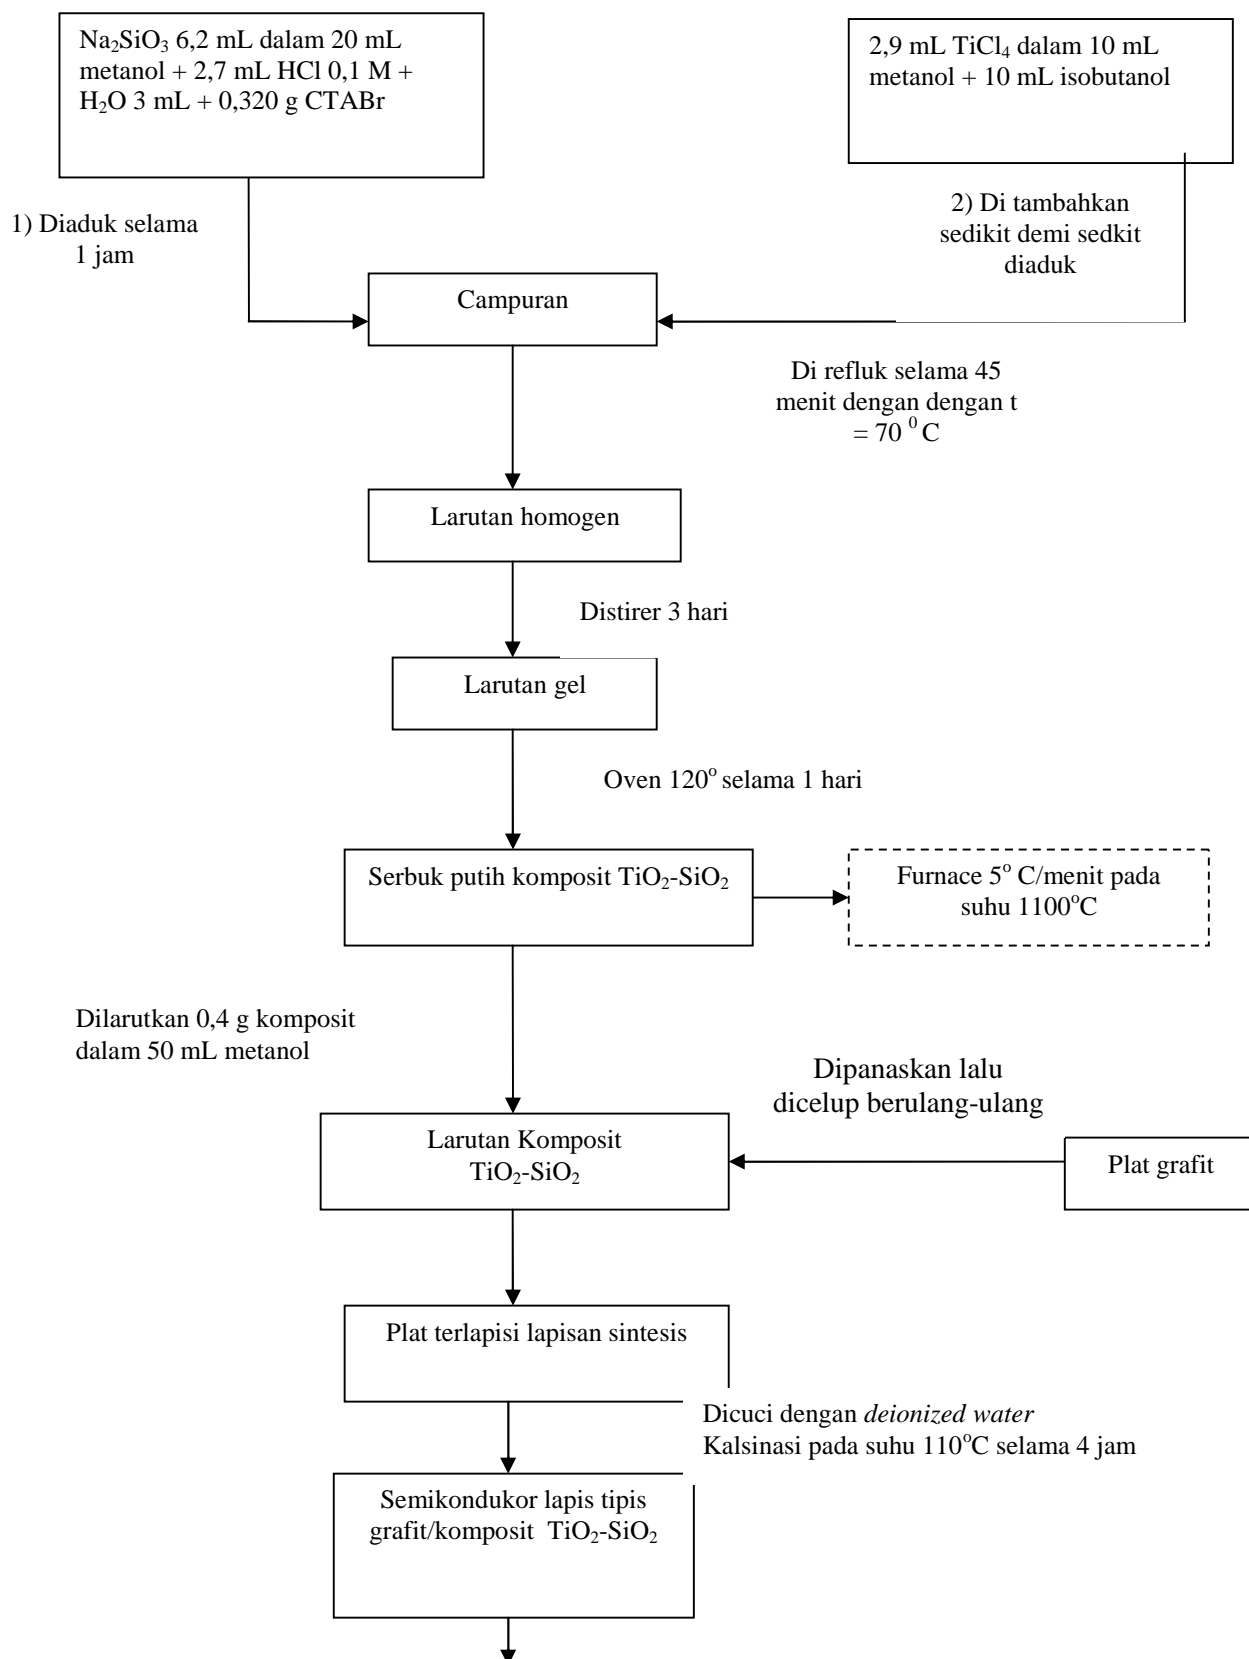 Na₂SiO₃ 6,2 mL dalam 20 mL
metanol + 2,7 mL HCl 0,1 M +
H₂O 3 mL + 0,320 g CTABr
2,9 mL TiCl₄ dalam 10 mL
metanol + 10 mL isobutanol
1) Diaduk selama
1 jam
2) Di tambahkan
sedikit demi sedkit
diaduk
Campuran
Di refluk selama 45
menit dengan dengan t
= 70 ⁰ C
Larutan homogen
Distirer 3 hari
Larutan gel
Oven 120ᵒ selama 1 hari
Serbuk putih komposit TiO₂-SiO₂
Furnace 5ᵒ C/menit pada
suhu 1100ᵒC
Dilarutkan 0,4 g komposit
dalam 50 mL metanol
Dipanaskan lalu
dicelup berulang-ulang
Larutan Komposit
TiO₂-SiO₂
Plat grafit
Plat terlapisi lapisan sintesis
Dicuci dengan deionized water
Kalsinasi pada suhu 110ᵒC selama 4 jam
Semikondukor lapis tipis
grafit/komposit TiO₂-SiO₂